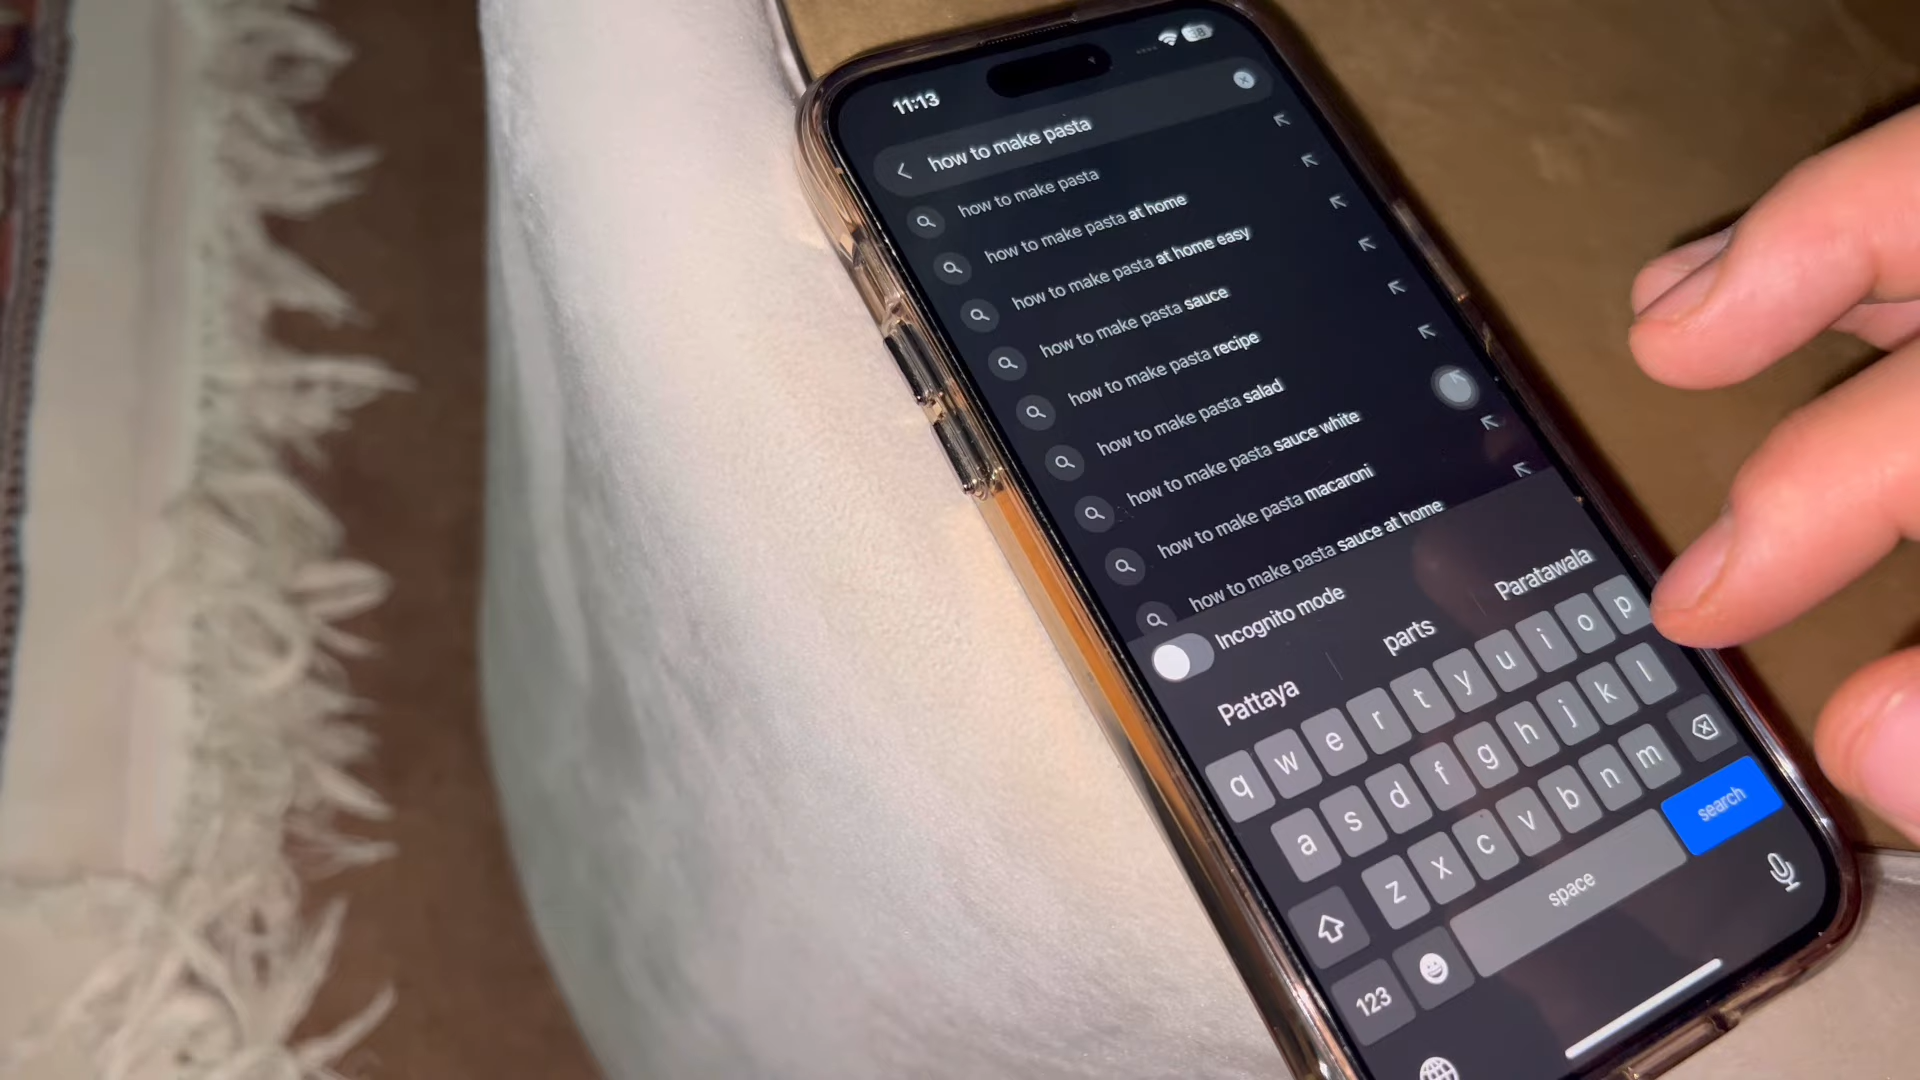 11:13
38
how to make pasta
how to make pasta
how to make pasta at home
how to make pasta at home easy
how to make pasta sauce
how to make pasta recipe
how to make pasta salad
how to make pasta sauce white
how to make pasta macaroni
how to make pasta sauce at home
Incognito mode
Pattaya parts Paratawala
q w e r t y u i o p
a s d f g h j k l
z x c v b n m
123 space search